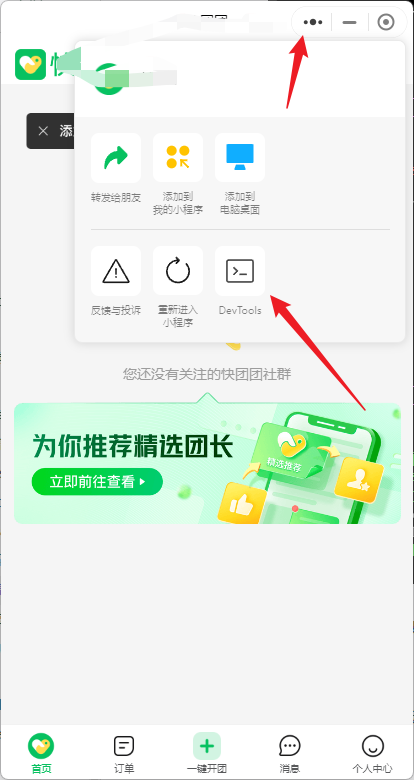 添
转发给朋友
添加到
我的小程序
添加到
电脑桌面
反馈与投诉
重新进入
小程序
DevTools
您还没有关注的快团团社群
为你推荐精选团长
立即前往查看
精选推荐
首页
订单
一键开团
消息
个人中心